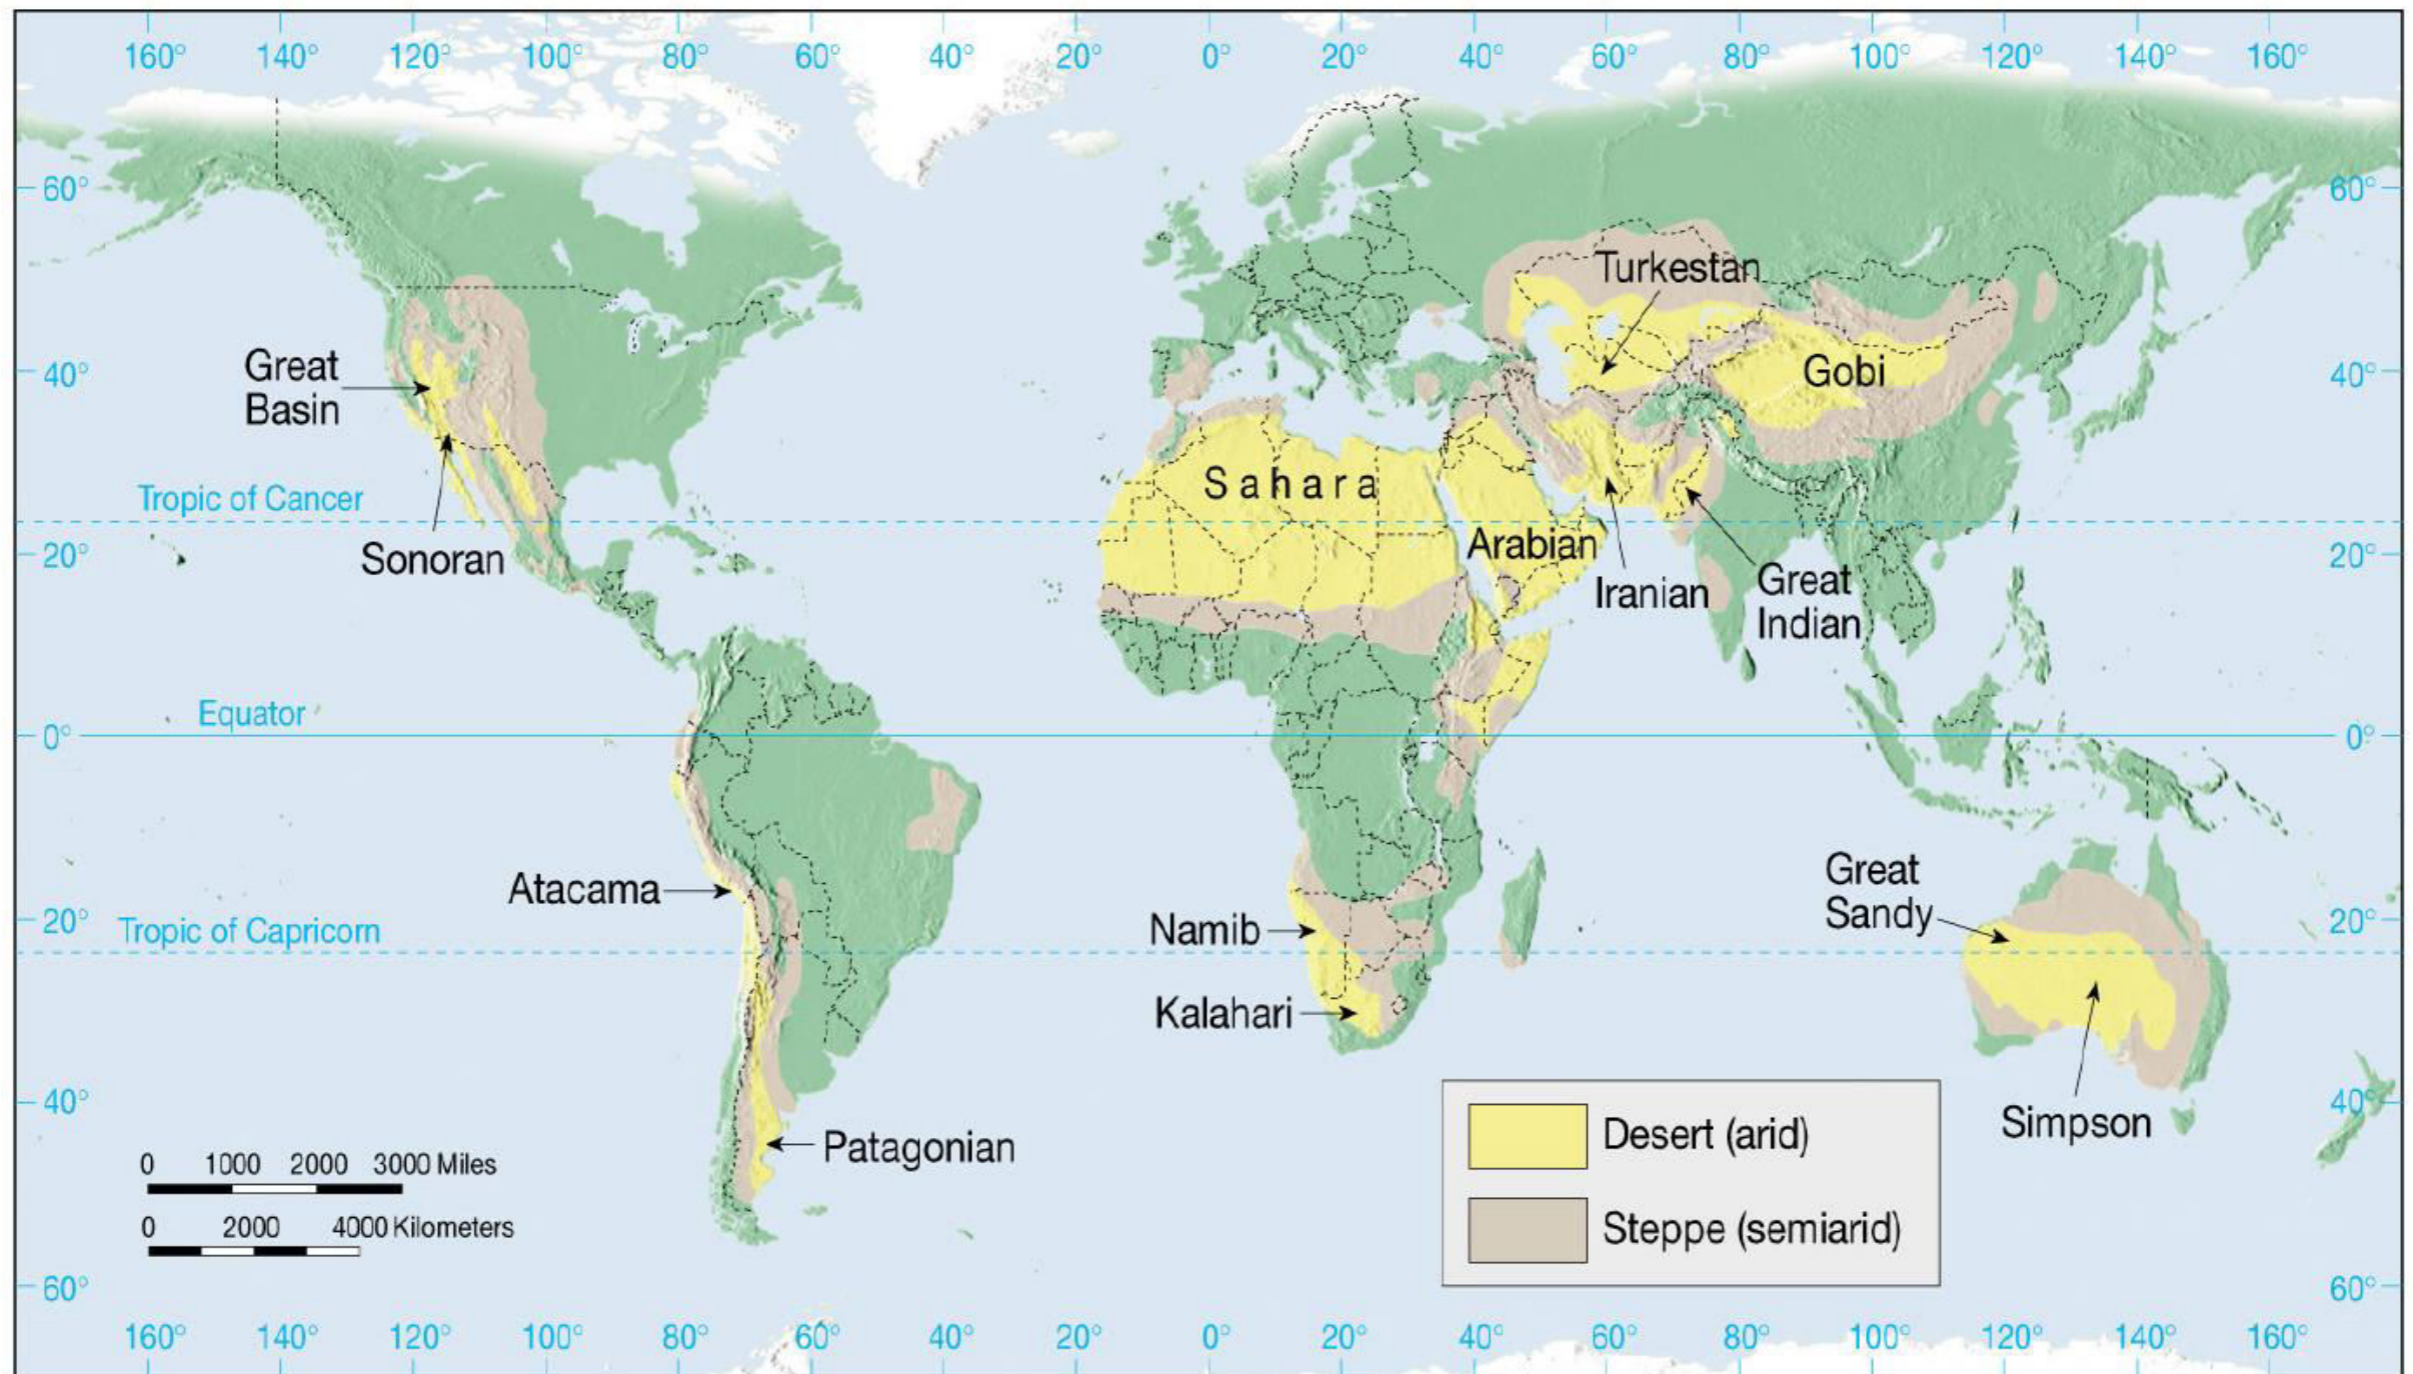 160° 140° 120° 100° 80° 60° 40° 20° 0° 20° 40° 60° 80° 100° 120° 140° 160°
60° 60°
Turkestan
Great
Basin
40° 40°
Gobi
Sahara
Tropic of Cancer
Sonoran
20° 20°
Arabian
Iranian
Great
Indian
Equator
0° 0°
Atacama
Great
Sandy
20° 20°
Tropic of Capricorn
Namib
Kalahari
40° 40°
Simpson
Patagonian
Desert (arid)
Steppe (semiarid)
0 1000 2000 3000 Miles
0 2000 4000 Kilometers
60° 60°
160° 140° 120° 100° 80° 60° 40° 20° 0° 20° 40° 60° 80° 100° 120° 140° 160°